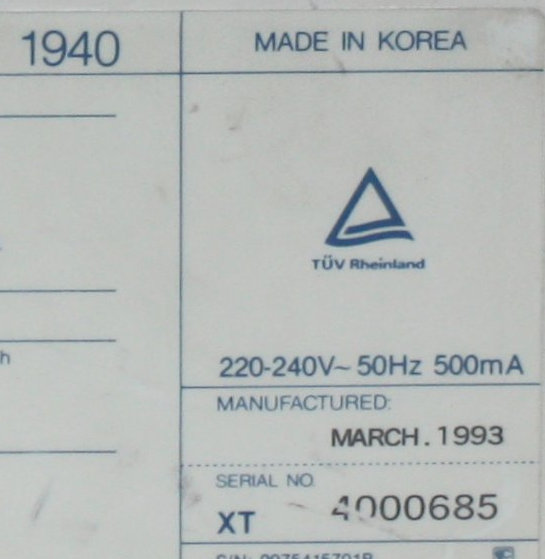 1940
MADE IN KOREA
TÜV Rheinland
h
220-240V~ 50Hz 500mA
MANUFACTURED:
MARCH. 1993
SERIAL NO
XT 4000685